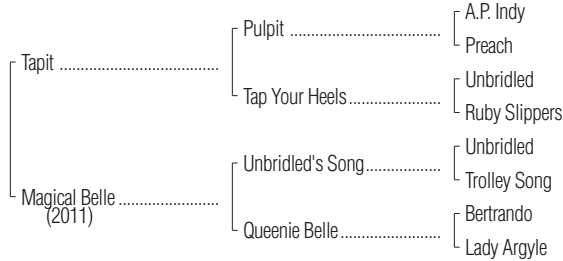 A.P. Indy
Pulpit ......................................
Preach
Tapit ......................................
Unbridled
Tap Your Heels......................
Ruby Slippers
Unbridled
Unbridled's Song..................
Trolley Song
Magical Belle ........................
(2011)
Bertrando
Queenie Belle........................
Lady Argyle